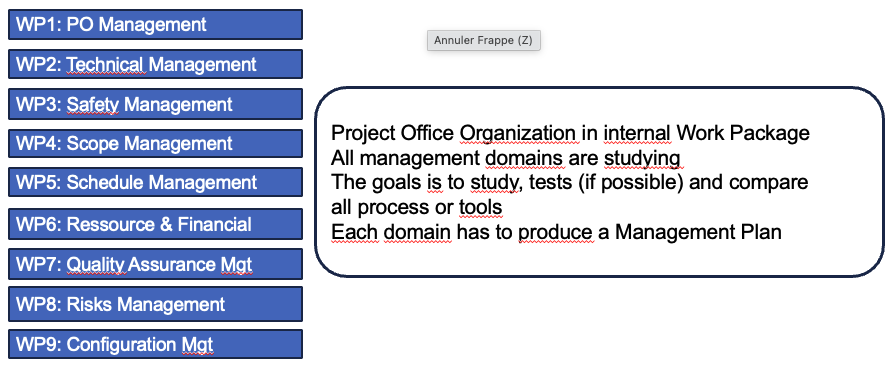 WP1: PO Management
WP2: Technical Management
WP3: Safety Management
WP4: Scope Management
WP5: Schedule Management
WP6: Ressource & Financial
WP7: Quality Assurance Mgt
WP8: Risks Management
WP9: Configuration Mgt
Annuler Frappe (Z)
Project Office Organization in internal Work Package
All management domains are studying
The goals is to study, tests (if possible) and compare
all process or tools
Each domain has to produce a Management Plan